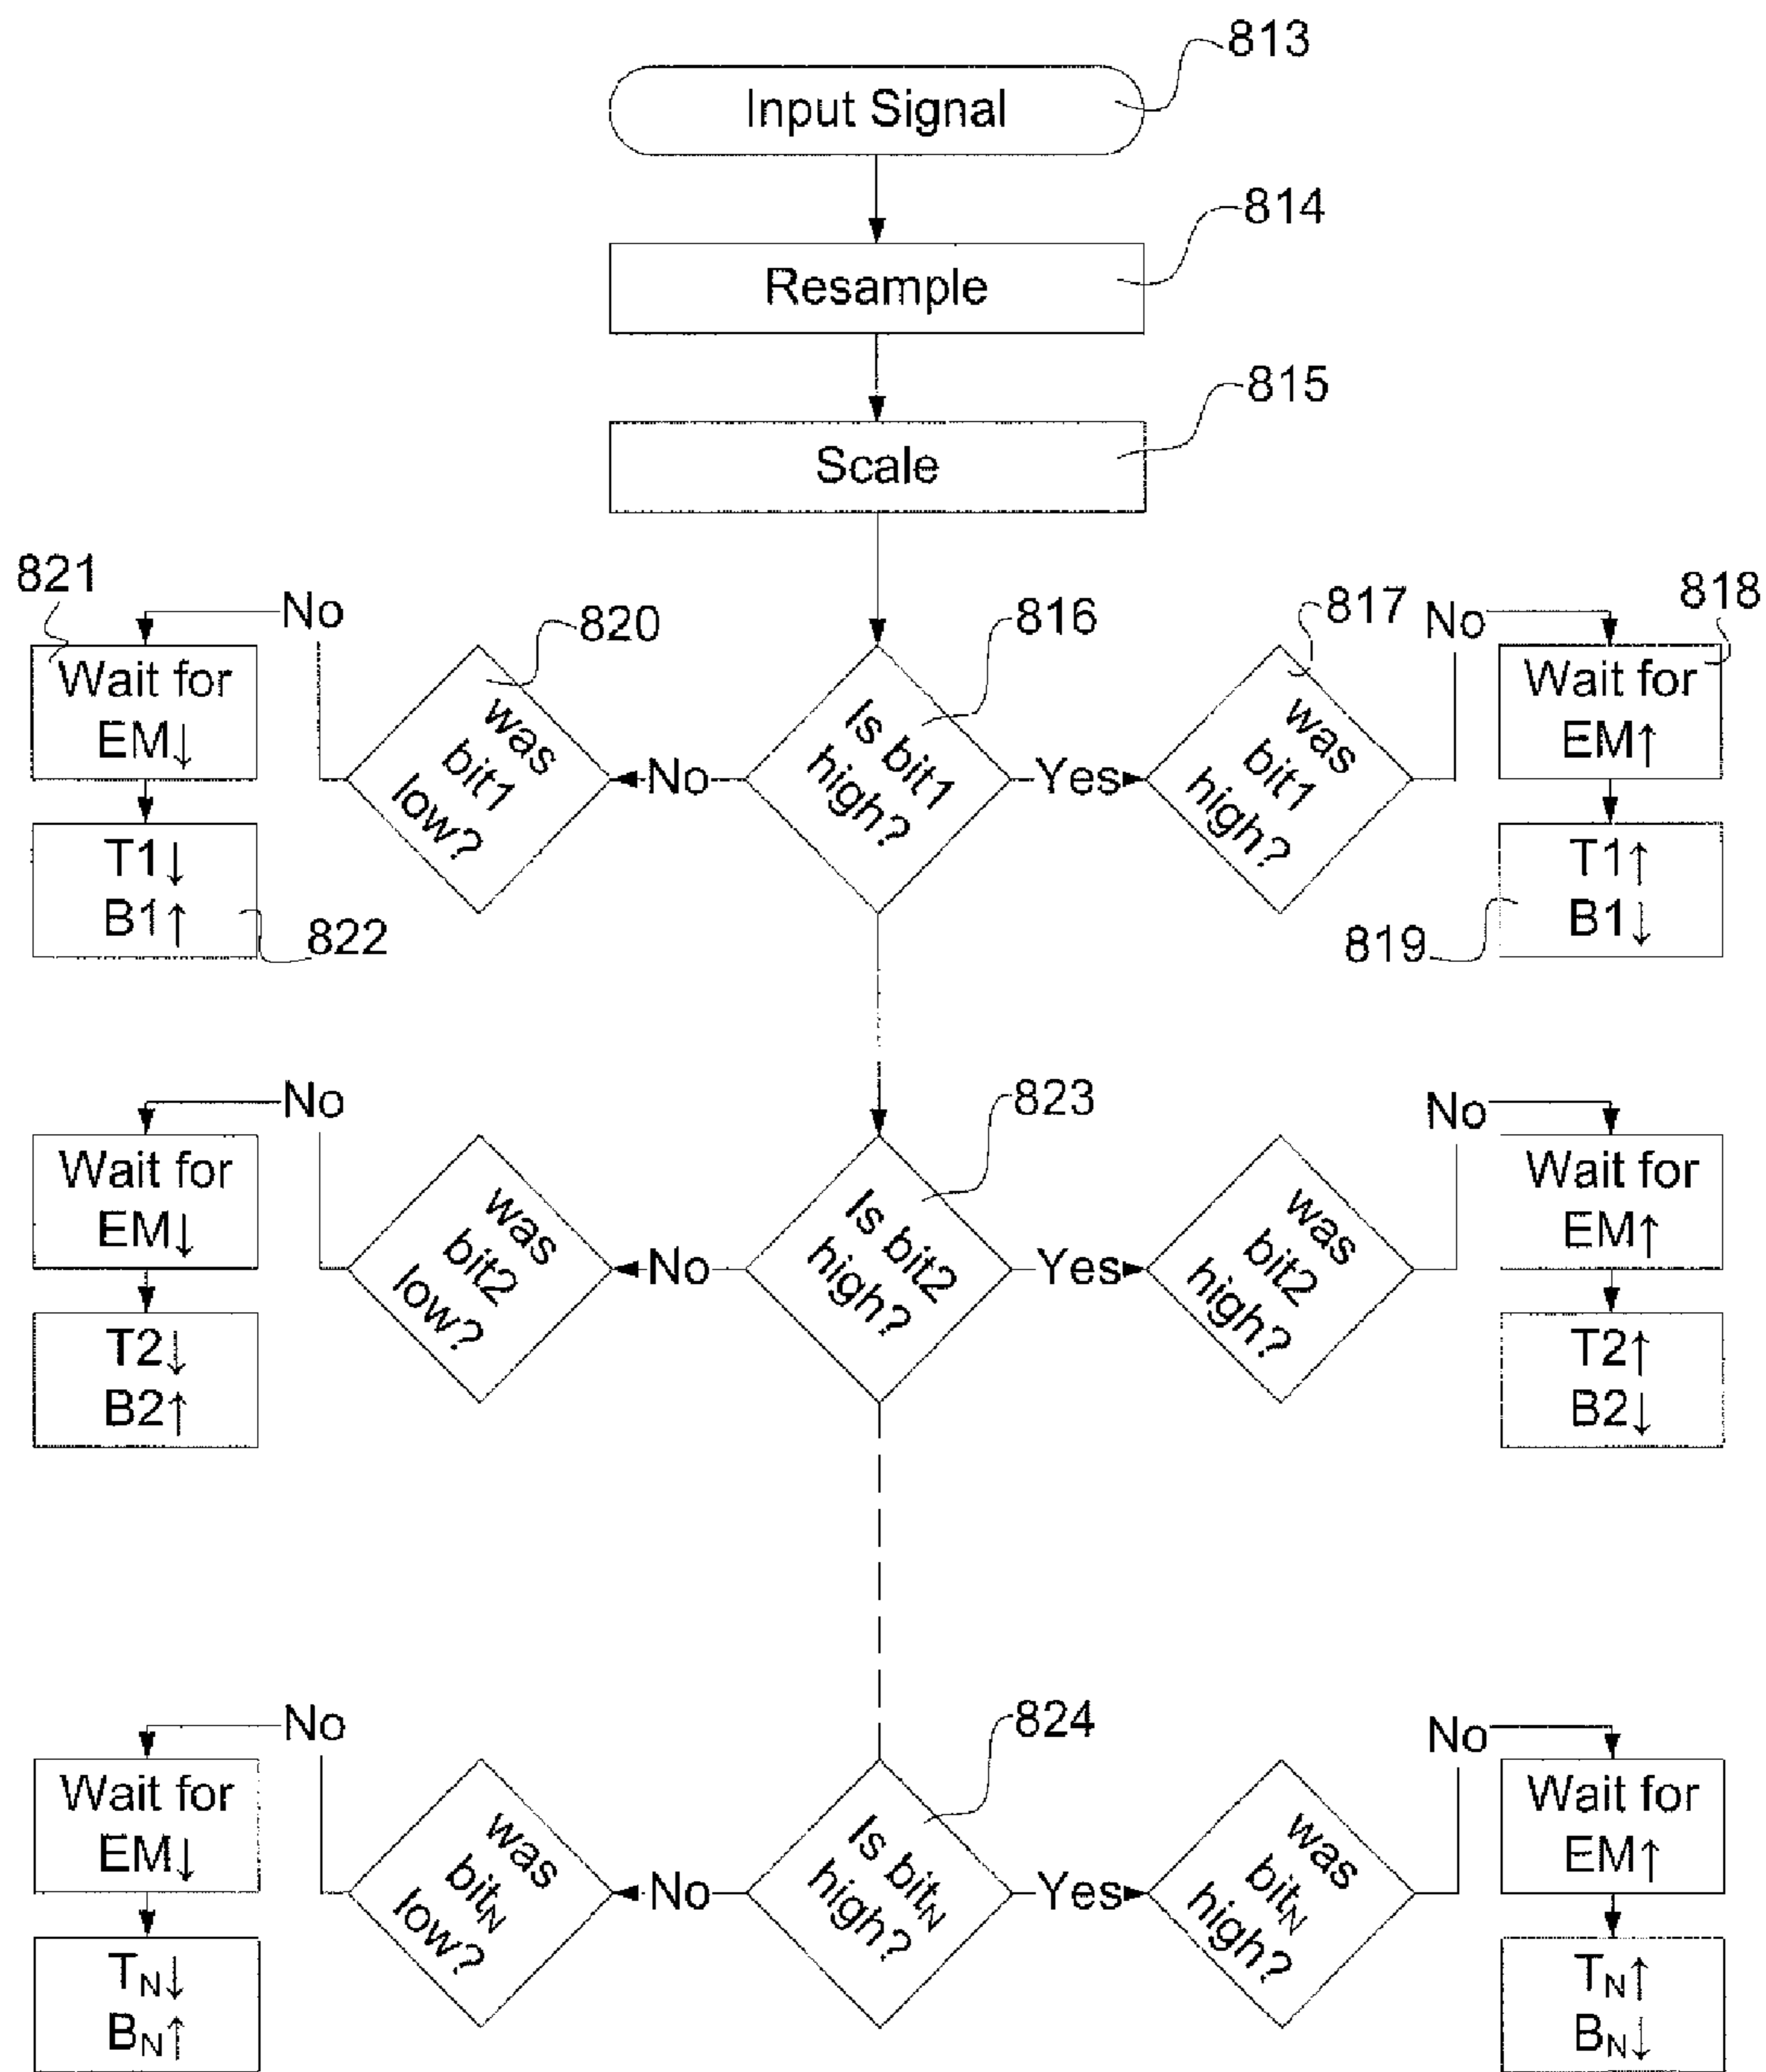 813
Input Signal
814
Resample
815
Scale
821
No
820
816
817
No
818
Wait for
EM↓
was
bit1
low?
No
Is bit1
high?
Yes
was
bit1
high?
Wait for
EM↑
T1↓
B1↑
822
T1↑
B1↓
819
No
823
No
Wait for
EM↓
was
bit2
low?
No
Is bit2
high?
Yes
was
bit2
high?
Wait for
EM↑
T2↓
B2↑
T2↑
B2↓
No
824
No
Wait for
EM↓
was
bitN
low?
No
Is bitN
high?
Yes
was
bitN
high?
Wait for
EM↑
TN↓
BN↑
TN↑
BN↓